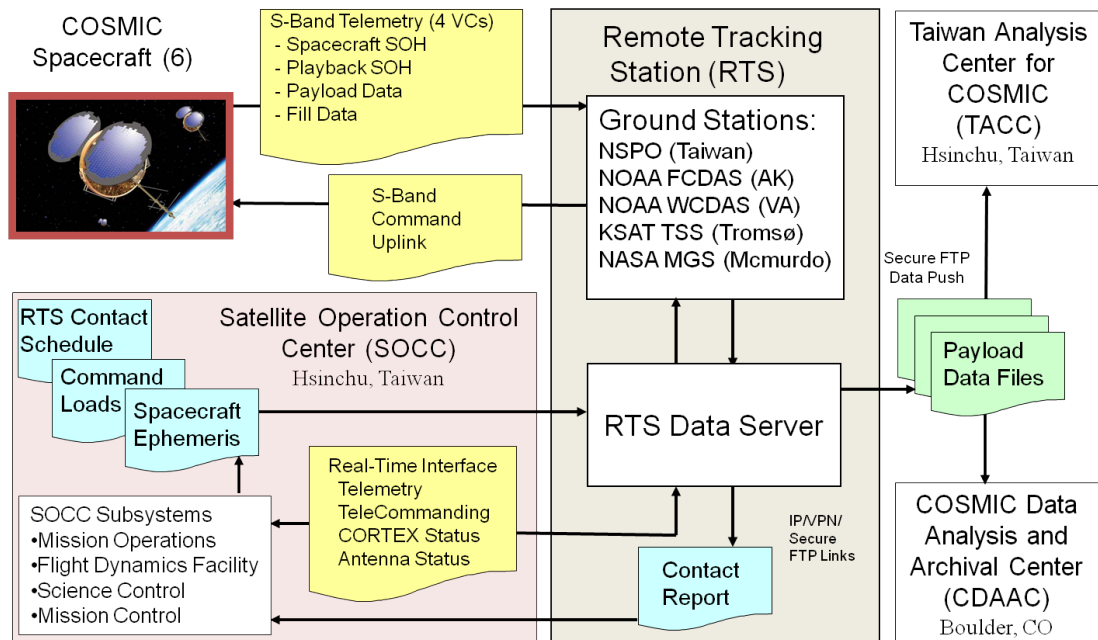 COSMIC
Spacecraft (6)
S-Band Telemetry (4 VCs)
- Spacecraft SOH
- Playback SOH
- Payload Data
- Fill Data
S-Band
Command
Uplink
Remote Tracking
Station (RTS)
Ground Stations:
NSPO (Taiwan)
NOAA FCDAS (AK)
NOAA WCDAS (VA)
KSAT TSS (Tromsø)
NASA MGS (Mcmurdo)
Taiwan Analysis
Center for
COSMIC
(TACC)
Hsinchu, Taiwan
Secure FTP
Data Push
Payload
Data Files
RTS Contact
Schedule
Command
Loads
Spacecraft
Ephemeris
Satellite Operation Control
Center (SOCC)
Hsinchu, Taiwan
RTS Data Server
Real-Time Interface
Telemetry
TeleCommanding
CORTEX Status
Antenna Status
SOCC Subsystems
•Mission Operations
•Flight Dynamics Facility
•Science Control
•Mission Control
IP/VPN/
Secure
FTP Links
Contact
Report
COSMIC Data
Analysis and
Archival Center
(CDAAC)
Boulder, CO